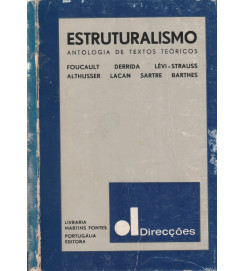 ESTRUTURALISMO
ANTOLOGIA DE TEXTOS TEÓRICOS
FOUCAULT DERRIDA LÉVI-STRAUSS
ALTHUSSER LACAN SARTRE BARTHES
d Direcções
LIVRARIA
MARTINS FONTES
PORTUGÁLIA
EDITORA